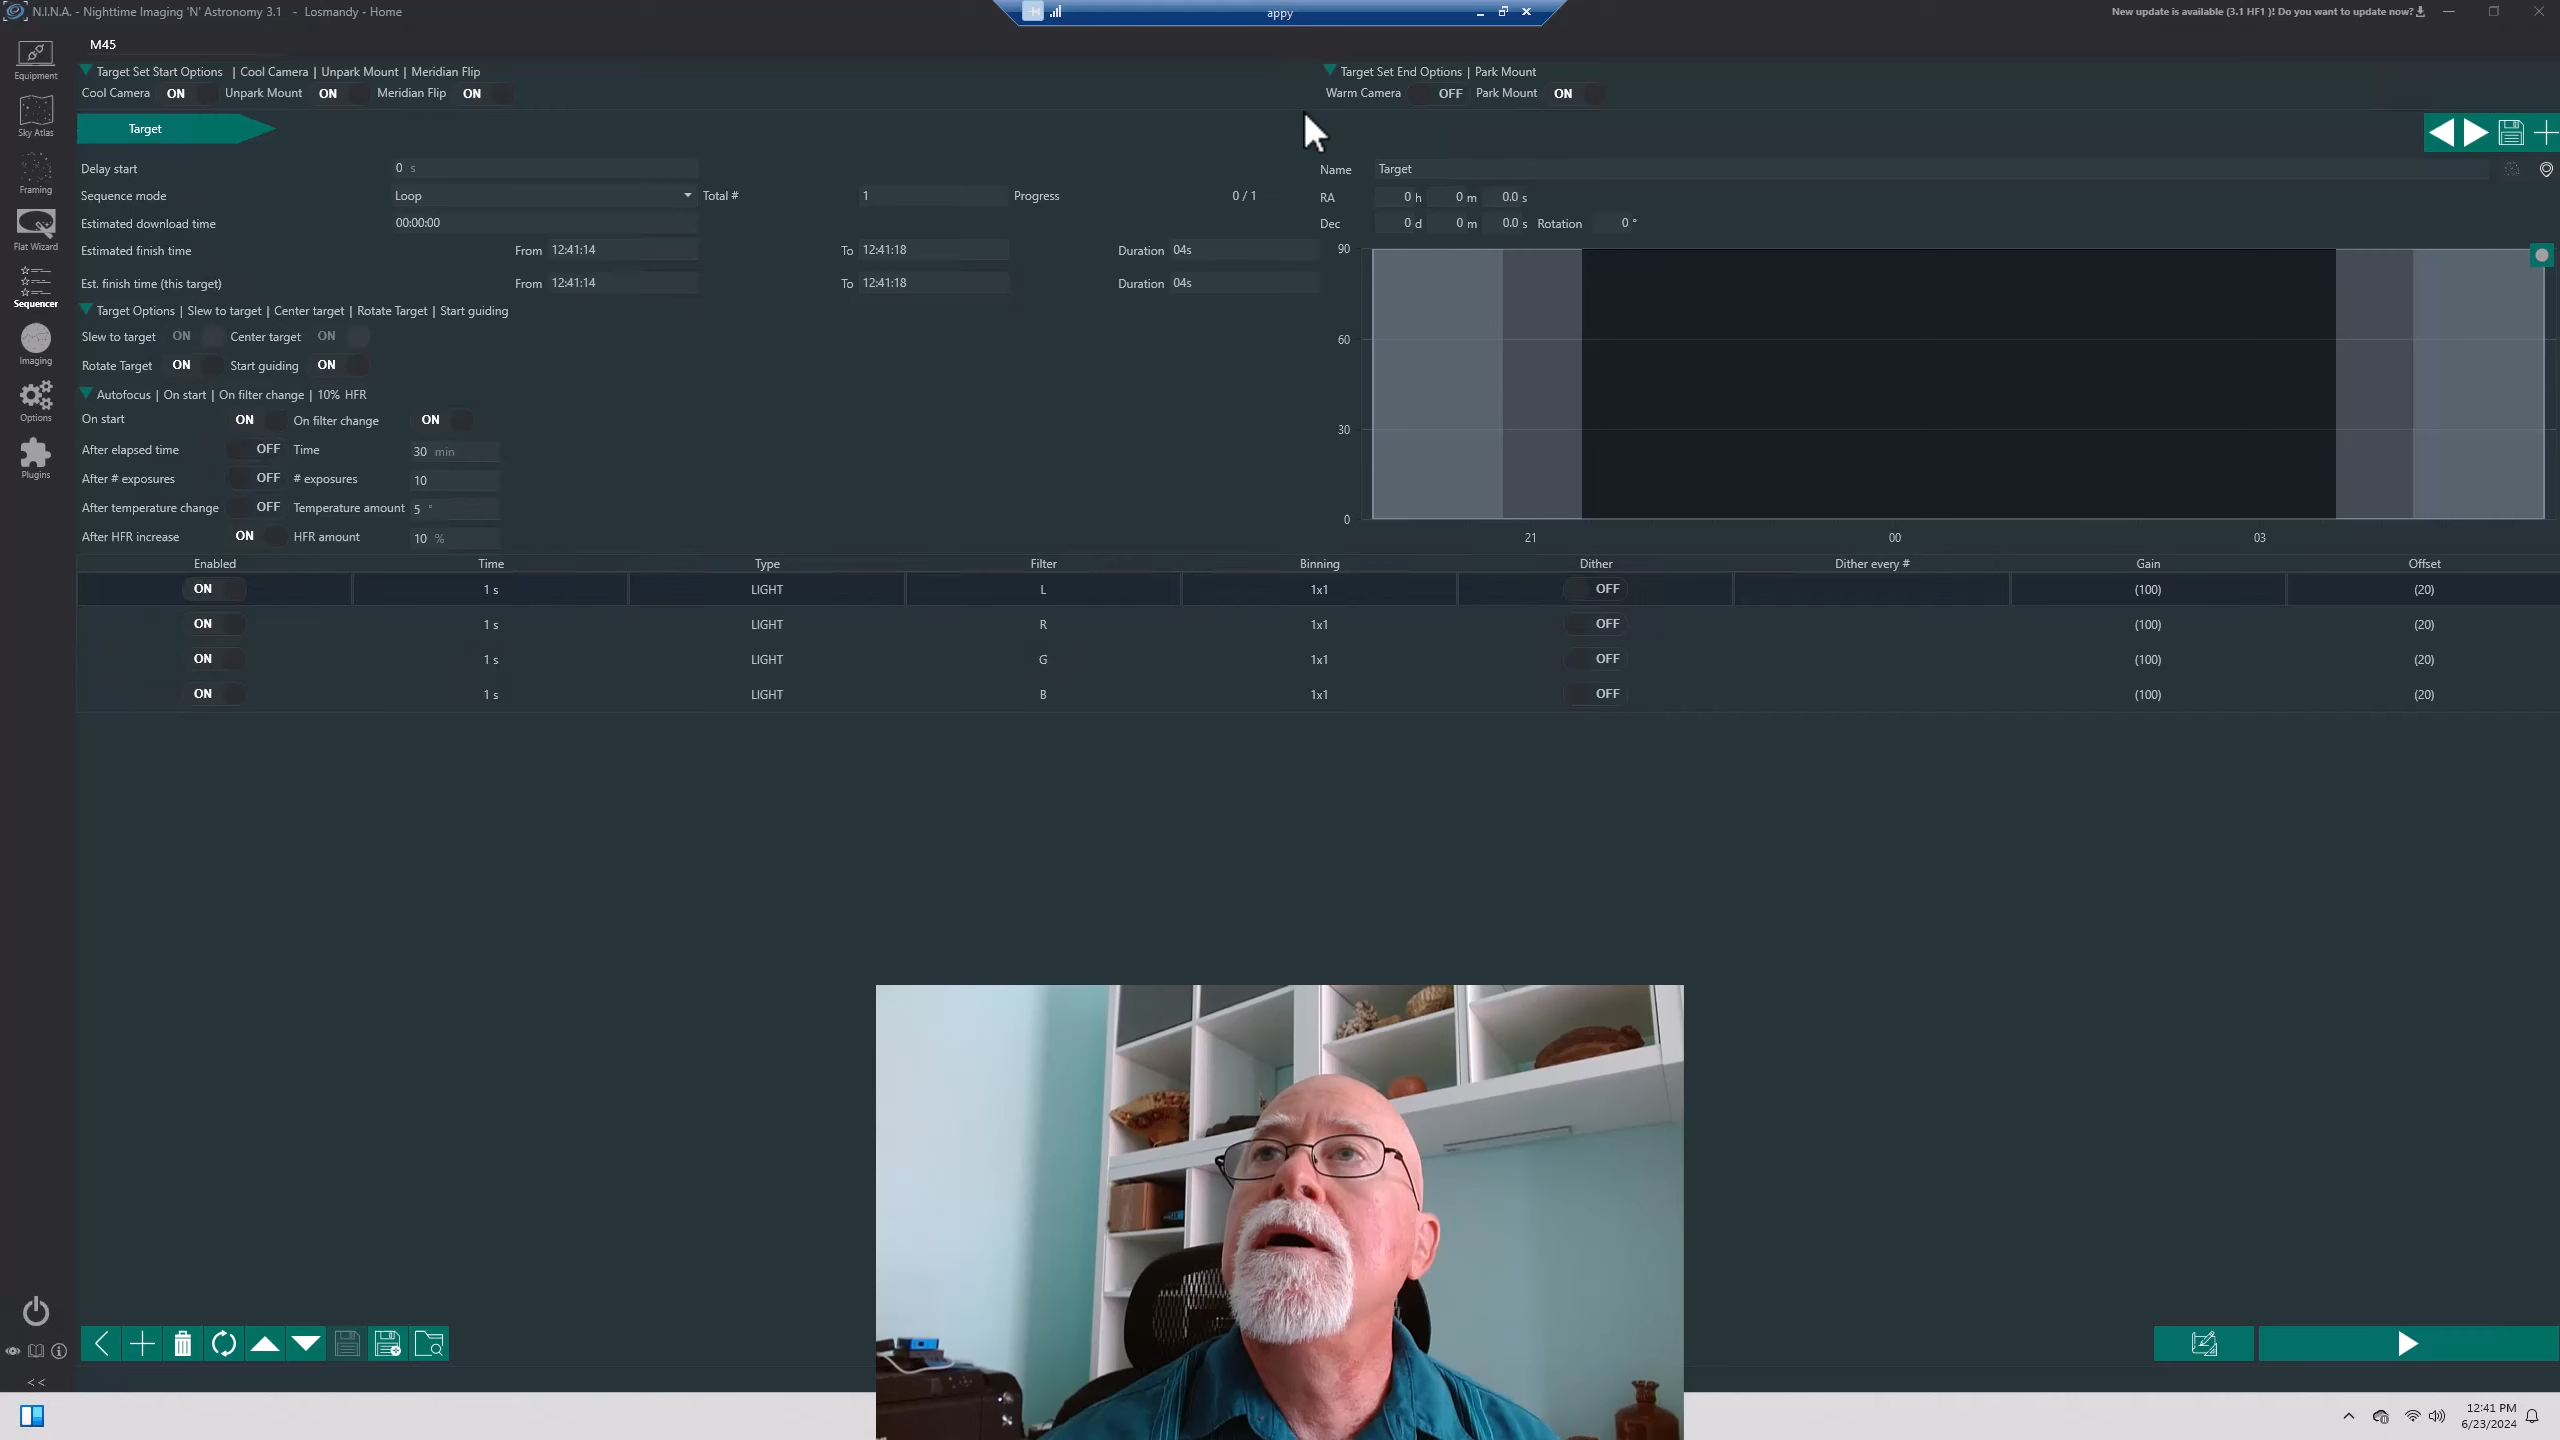 N.I.N.A. - Nighttime Imaging 'N' Astronomy 3.1 - Losmandy - Home
appy
New update is available (3.1 HF1 )! Do you want to update now?
M45
Target Set Start Options | Cool Camera | Unpark Mount | Meridian Flip
Target Set End Options | Park Mount
Cool Camera ON Unpark Mount ON Meridian Flip ON
Warm Camera OFF Park Mount ON
Target
Delay start 0 s
Name Target
Sequence mode Loop Total # 1 Progress 0 / 1
RA 0 h 0 m 0.0 s
Estimated download time 00:00:00
Dec 0 d 0 m 0.0 s Rotation 0 °
Estimated finish time From 12:41:14 To 12:41:18 Duration 04s
Est. finish time (this target) From 12:41:14 To 12:41:18 Duration 04s
90
60
30
0
21 00 03
Target Options | Slew to target | Center target | Rotate Target | Start guiding
Slew to target ON Center target ON
Rotate Target ON Start guiding ON
Autofocus | On start | On filter change | 10% HFR
On start ON On filter change ON
After elapsed time OFF Time 30 min
After # exposures OFF # exposures 10
After temperature change OFF Temperature amount 5 °
After HFR increase ON HFR amount 10 %
Enabled Time Type Filter Binning Dither Dither every # Gain Offset
ON 1 s LIGHT L 1x1 OFF (100) (20)
ON 1 s LIGHT R 1x1 OFF (100) (20)
ON 1 s LIGHT G 1x1 OFF (100) (20)
ON 1 s LIGHT B 1x1 OFF (100) (20)
Equipment
Sky Atlas
Framing
Flat Wizard
Sequencer
Imaging
Options
Plugins
<<
12:41 PM
6/23/2024